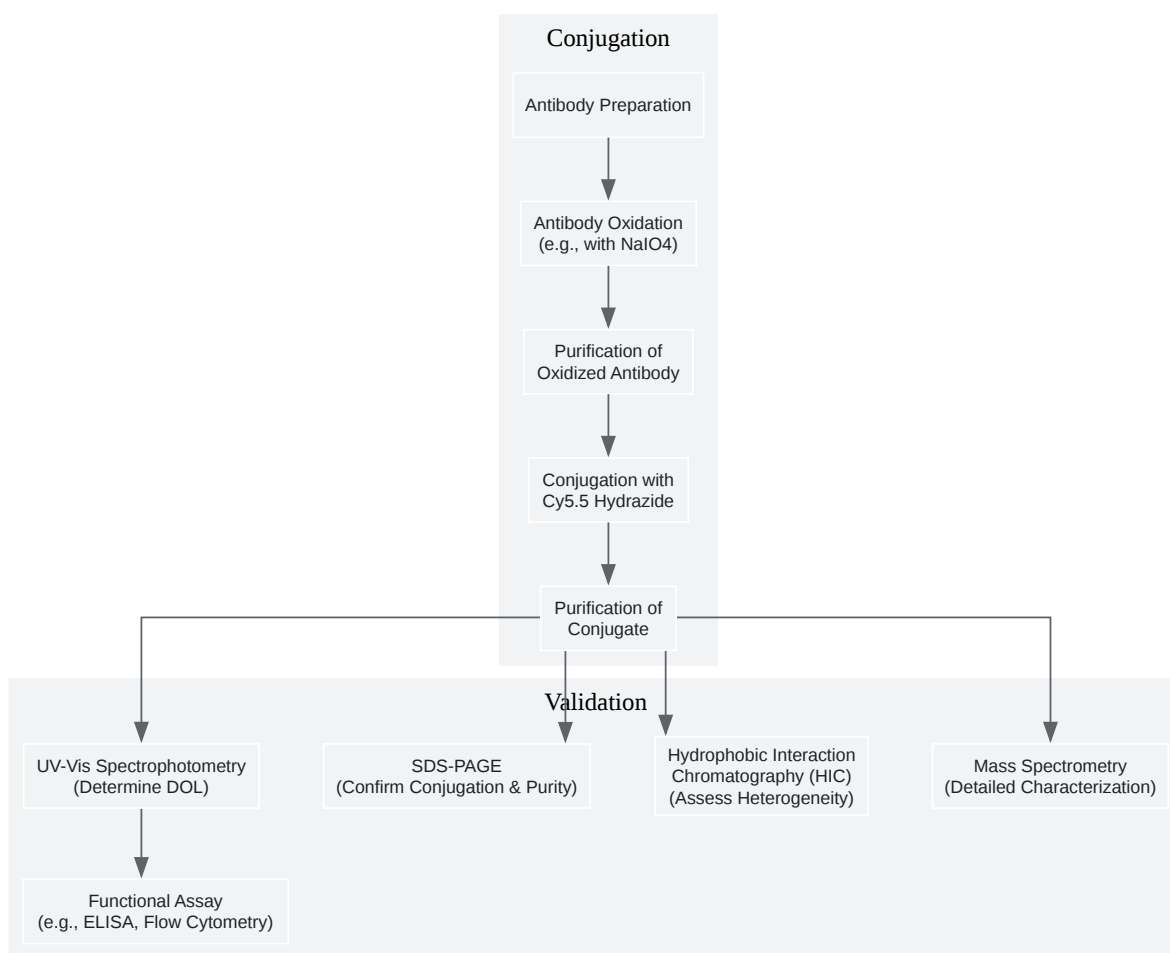 Conjugation
Antibody Preparation
Antibody Oxidation
(e.g., with NaIO4)
Purification of
Oxidized Antibody
Conjugation with
Cy5.5 Hydrazide
Purification of
Conjugate
Validation
UV-Vis Spectrophotometry
(Determine DOL)
SDS-PAGE
(Confirm Conjugation & Purity)
Hydrophobic Interaction
Chromatography (HIC)
(Assess Heterogeneity)
Mass Spectrometry
(Detailed Characterization)
Functional Assay
(e.g., ELISA, Flow Cytometry)